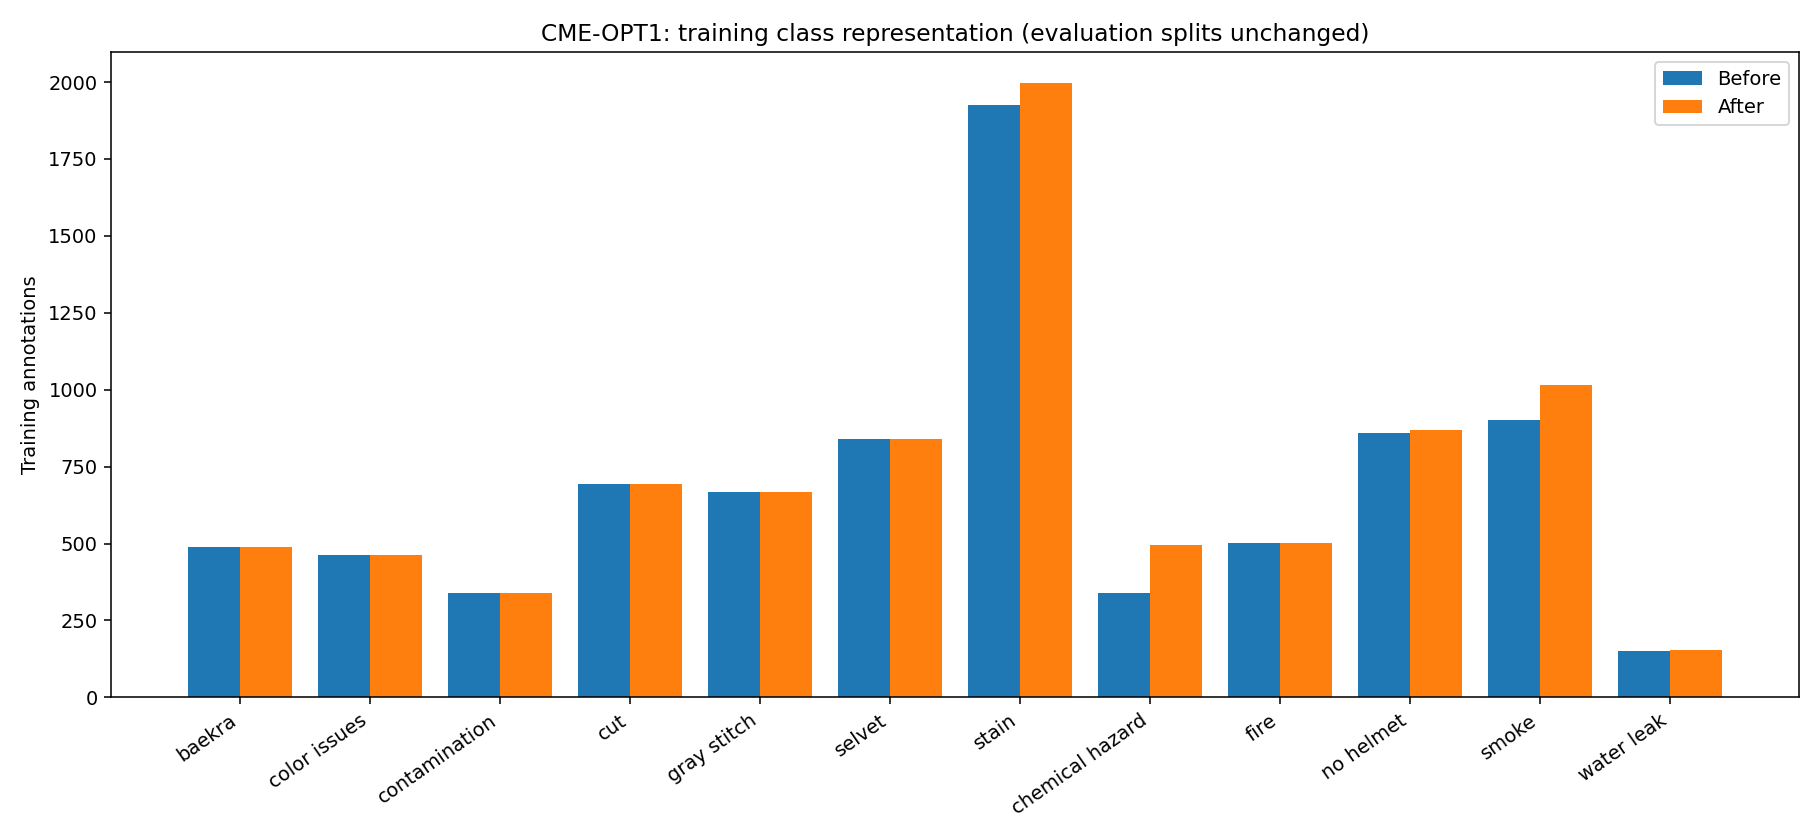 CME-OPT1: training class representation (evaluation splits unchanged)
Before
After
Training annotations
2000
1750
1500
1250
1000
750
500
250
0
baekra
color issues
contamination
cut
gray stitch
selvet
stain
chemical hazard
fire
no helmet
smoke
water leak